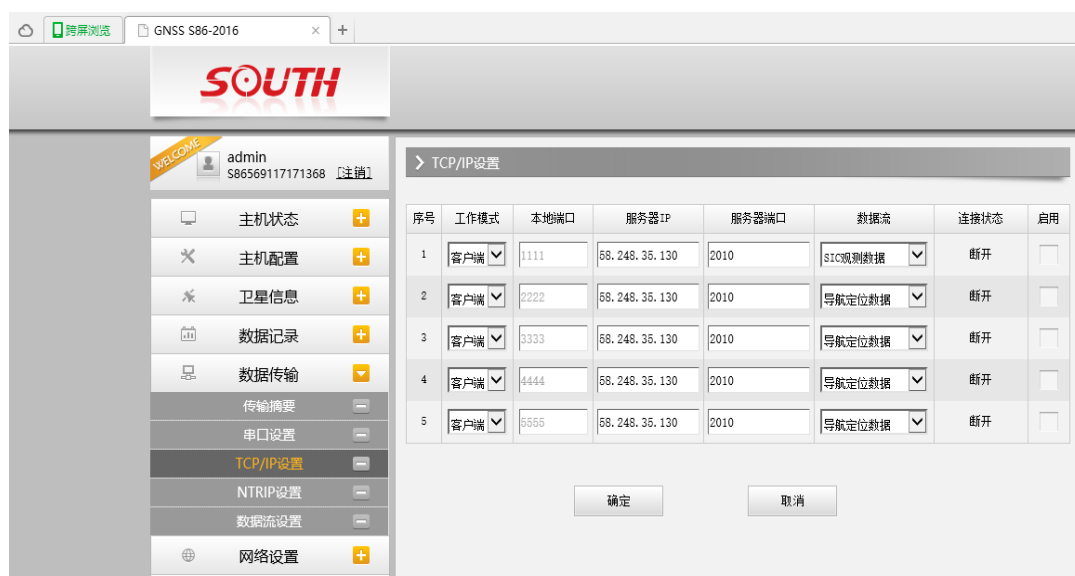 跨屏浏览 GNSS S86-2016
SOUTH
WELCOME
admin
S86569117171368 [注销]
TCP/IP设置
主机状态
主机配置
卫星信息
数据记录
数据传输
传输摘要
串口设置
TCP/IP设置
NTRIP设置
数据流设置
网络设置
序号 工作模式 本地端口 服务器IP 服务器端口 数据流 连接状态 启用
1 客户端 1111 58.248.35.130 2010 SIC观测数据 断开
2 客户端 2222 58.248.35.130 2010 导航定位数据 断开
3 客户端 3333 58.248.35.130 2010 导航定位数据 断开
4 客户端 4444 58.248.35.130 2010 导航定位数据 断开
5 客户端 5555 58.248.35.130 2010 导航定位数据 断开
确定 取消